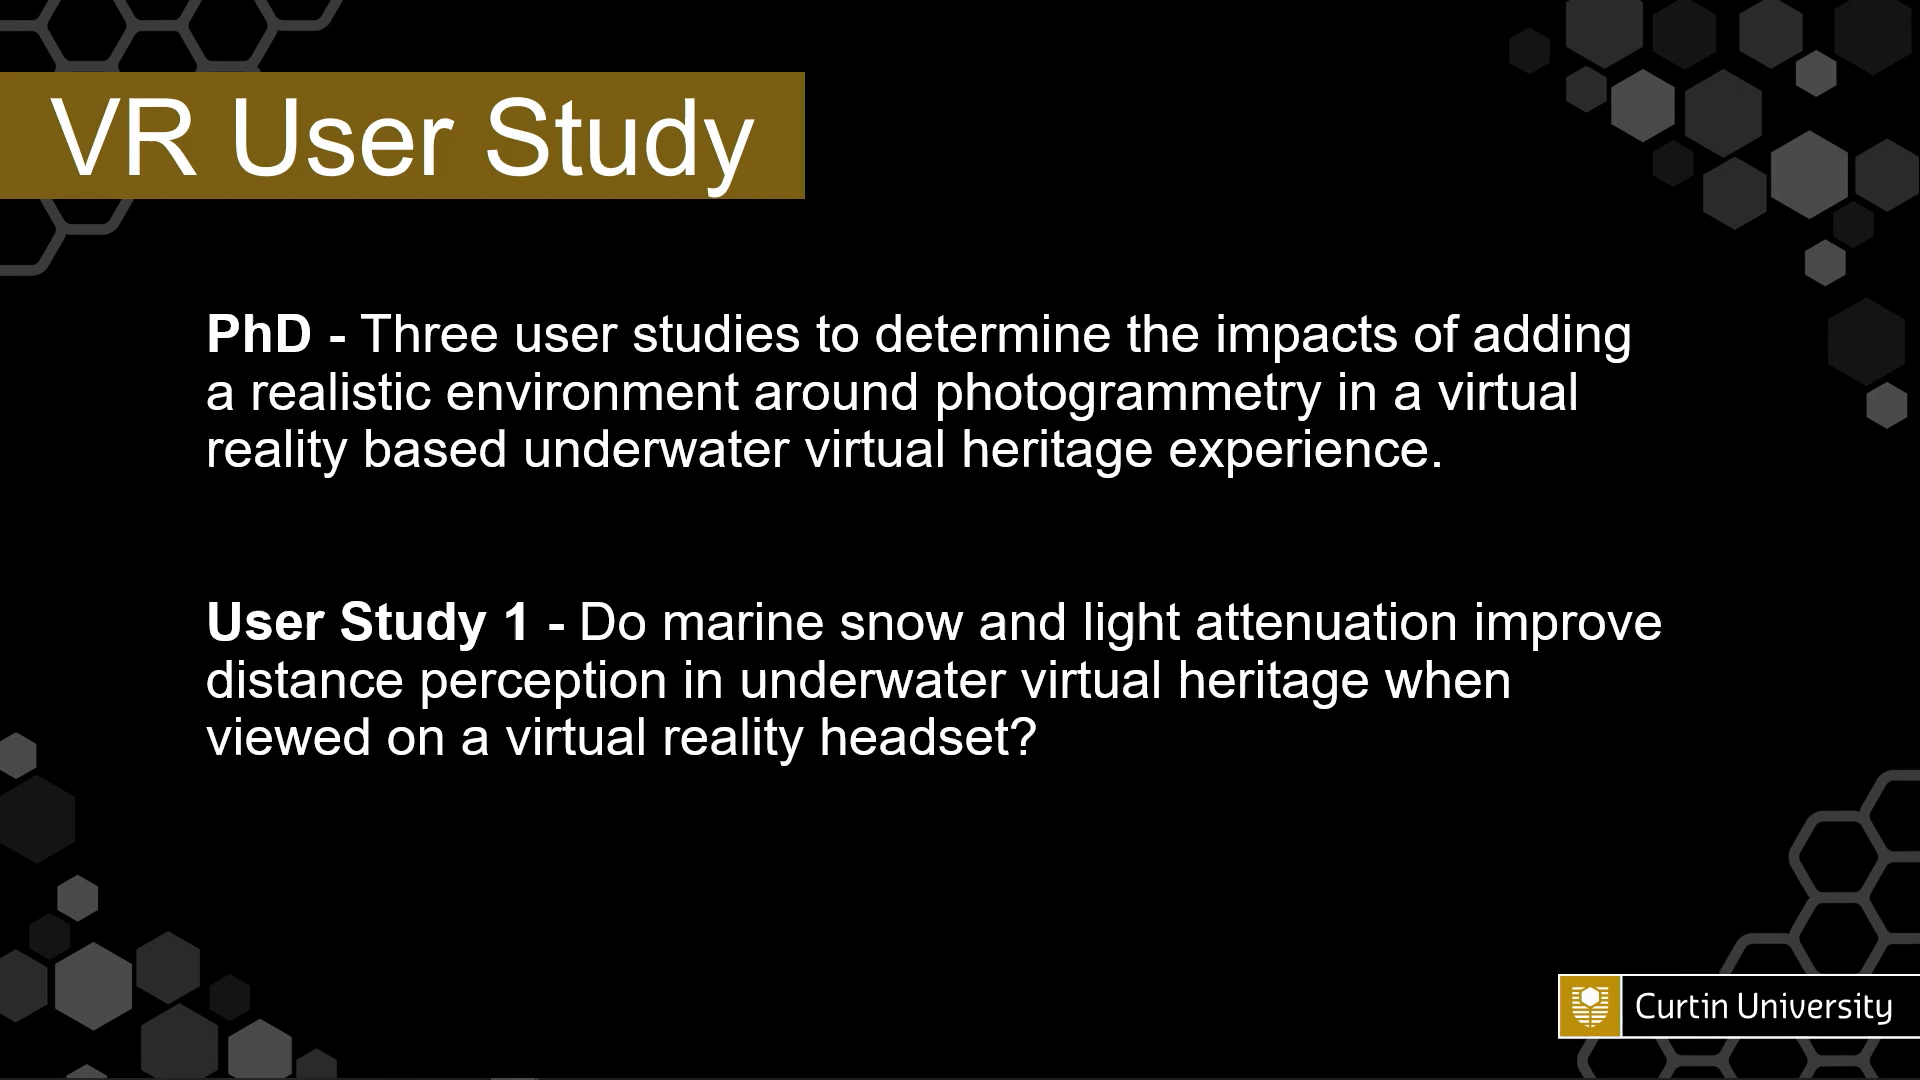 VR User Study
PhD - Three user studies to determine the impacts of adding
a realistic environment around photogrammetry in a virtual
reality based underwater virtual heritage experience.
User Study 1 - Do marine snow and light attenuation improve
distance perception in underwater virtual heritage when
viewed on a virtual reality headset?
Curtin University